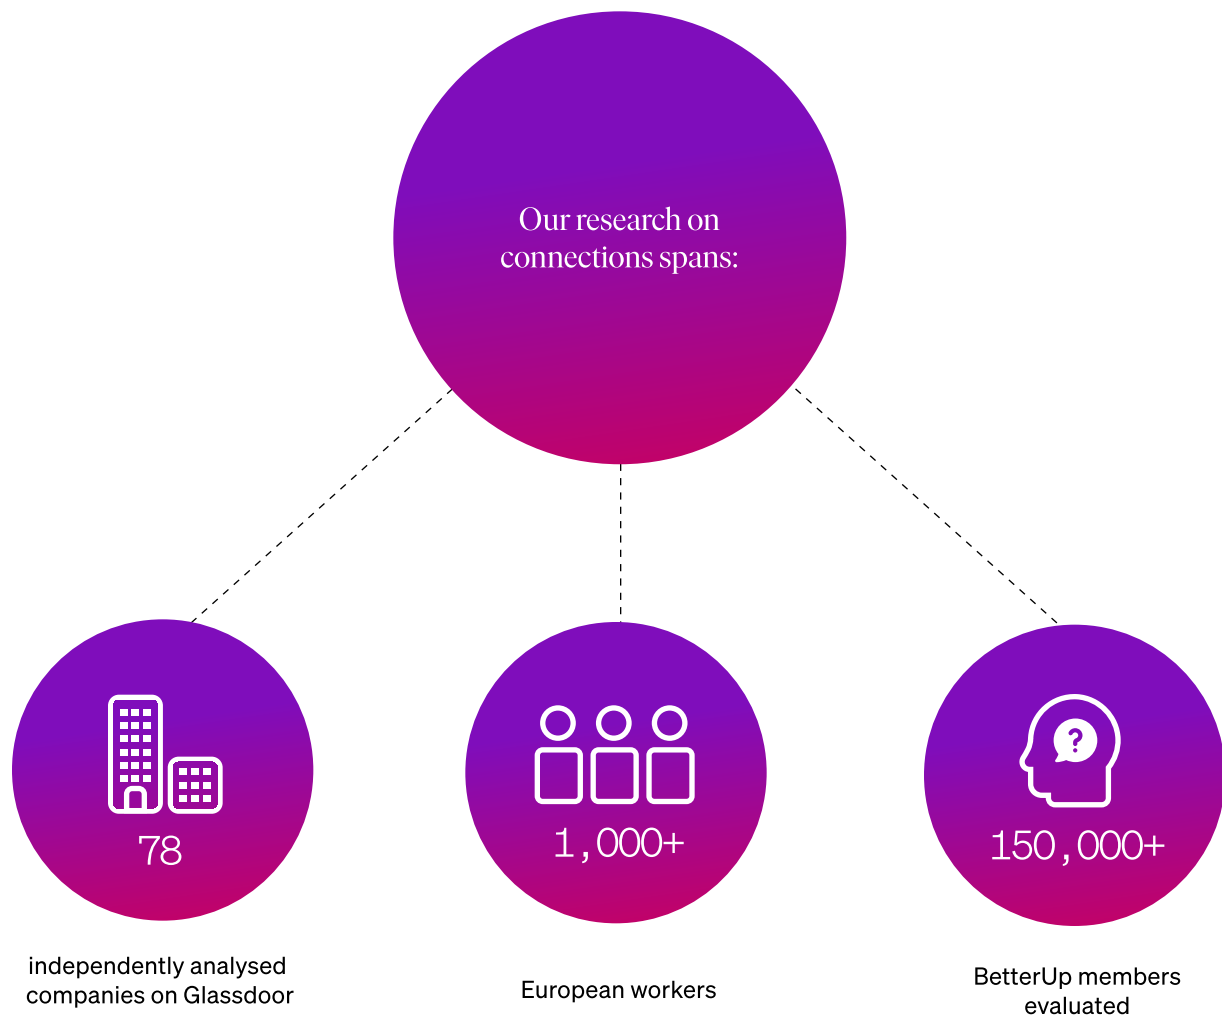 Our research on
connections spans:
?
78
1,000+
150,000+
independently analysed
companies on Glassdoor
European workers
BetterUp members
evaluated